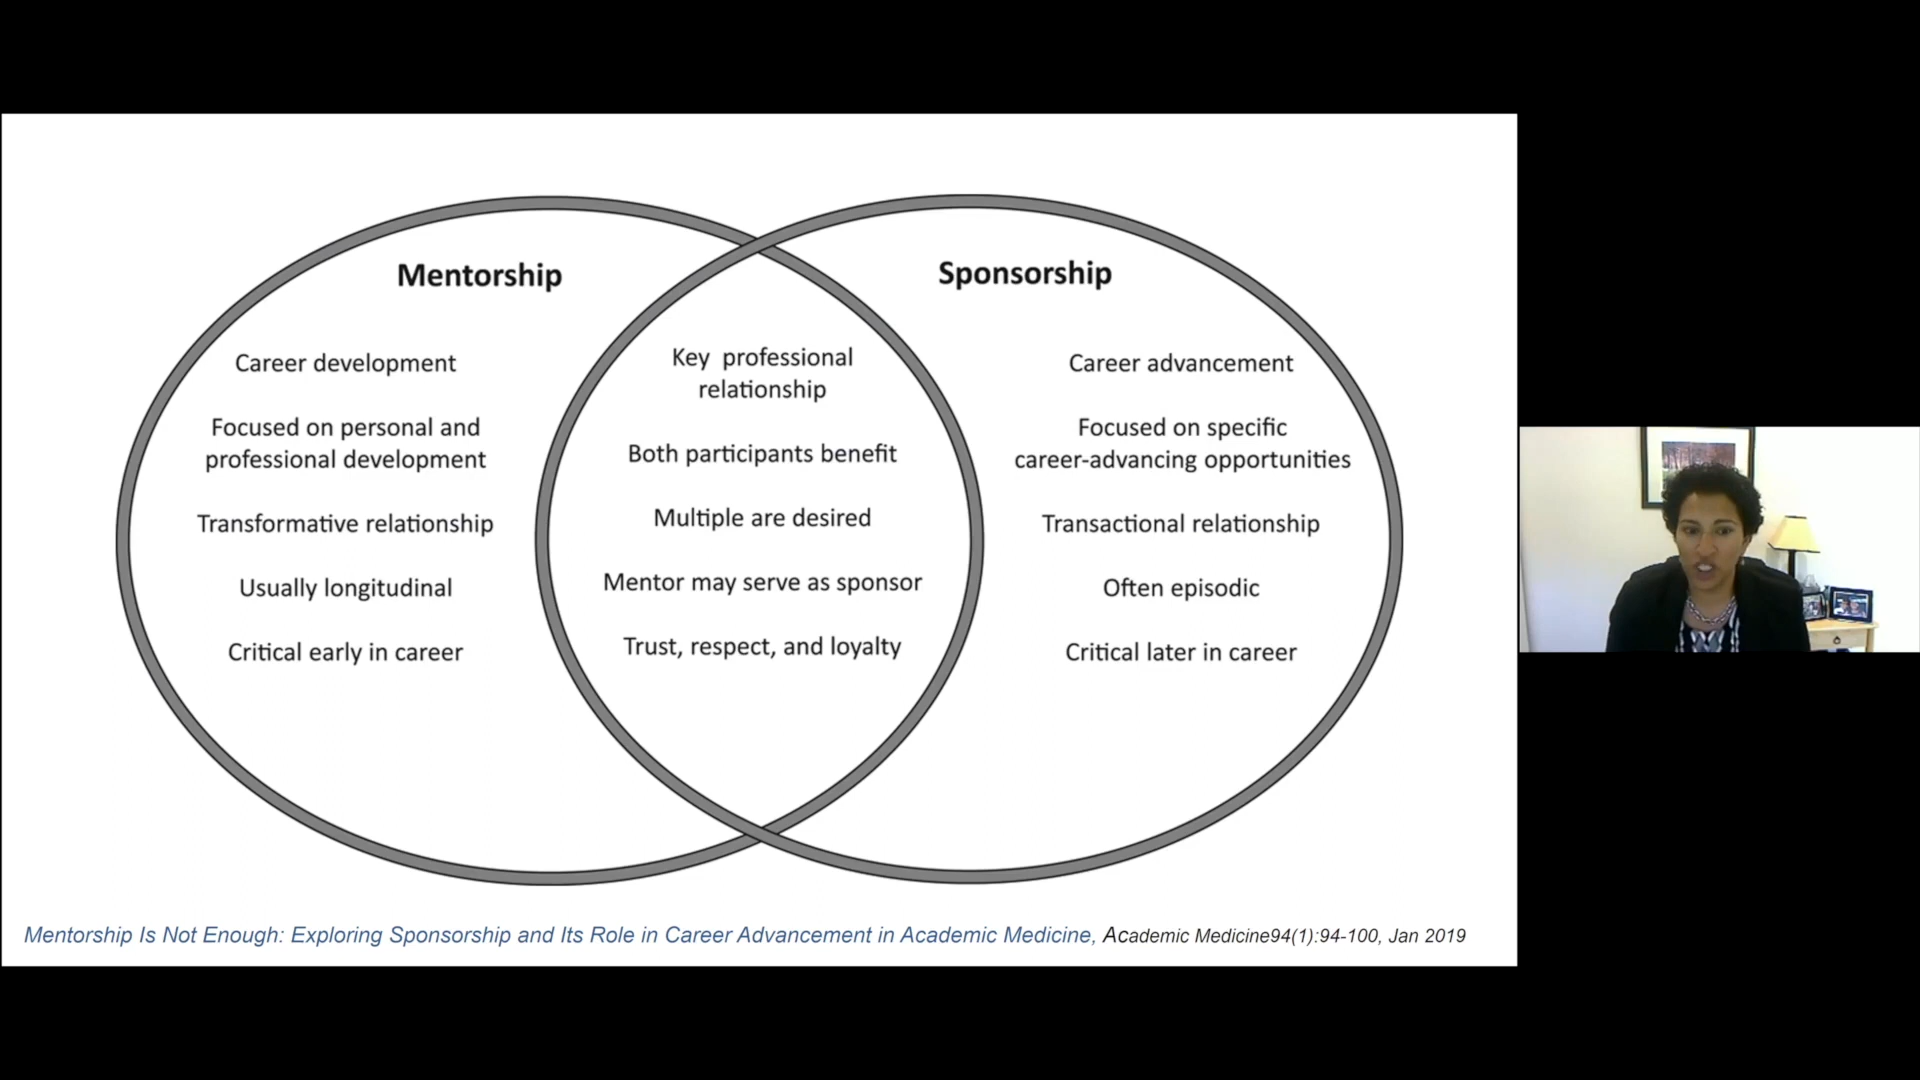 Mentorship
Sponsorship
Career development
Focused on personal and
professional development
Transformative relationship
Usually longitudinal
Critical early in career
Key professional
relationship
Both participants benefit
Multiple are desired
Mentor may serve as sponsor
Trust, respect, and loyalty
Career advancement
Focused on specific
career-advancing opportunities
Transactional relationship
Often episodic
Critical later in career
Mentorship Is Not Enough: Exploring Sponsorship and Its Role in Career Advancement in Academic Medicine, Academic Medicine94(1):94-100, Jan 2019